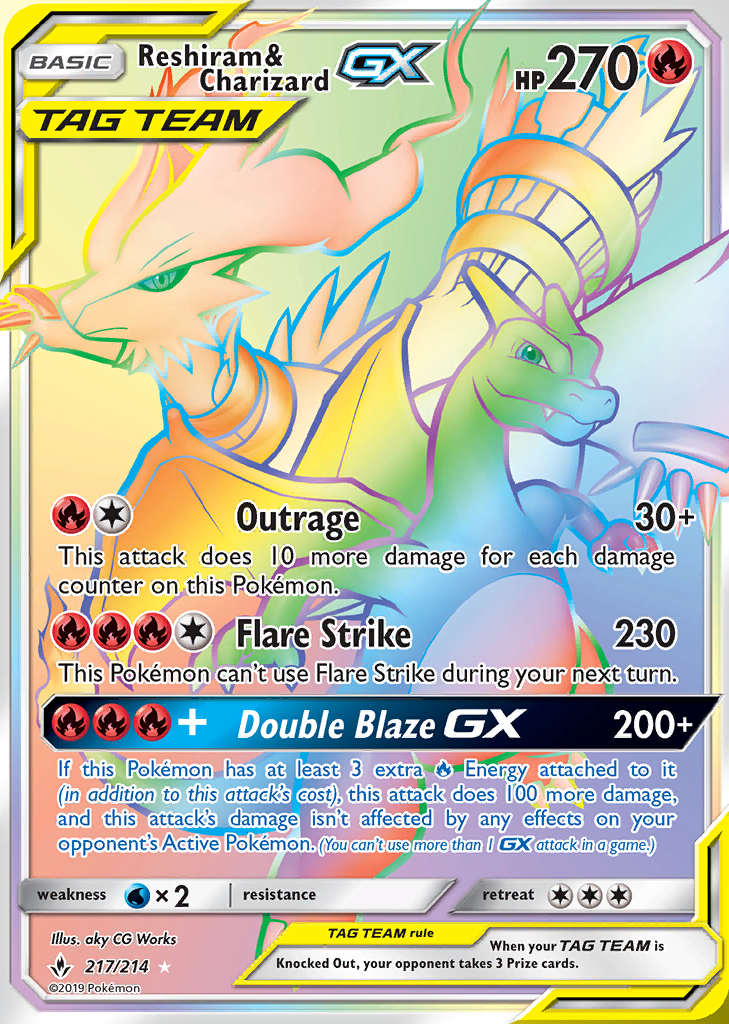 BASIC Reshiram& Charizard GX HP270
TAG TEAM
Outrage 30+
This attack does 10 more damage for each damage
counter on this Pokémon.
Flare Strike 230
This Pokémon can't use Flare Strike during your next turn.
+ Double Blaze GX 200+
If this Pokémon has at least 3 extra Energy attached to it
(in addition to this attack's cost), this attack does 100 more damage,
and this attack's damage isn't affected by any effects on your
opponent's Active Pokémon. (You can't use more than 1 GX attack in a game.)
weakness ×2 resistance retreat
Illus. aky CG Works
217/214
©2019 Pokémon
TAG TEAM rule
When your TAG TEAM is
Knocked Out, your opponent takes 3 Prize cards.